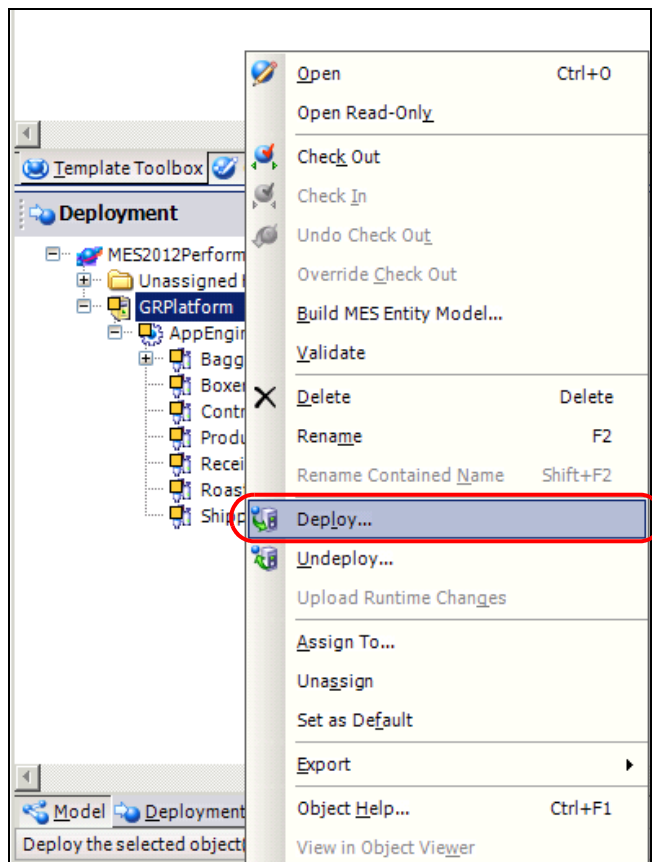 Template Toolbox
Deployment
MES2012Perform
Unassigned
GRPlatform
AppEngin
Bagg
Boxe
Contr
Produ
Recei
Roas
Shipp
Open Ctrl+O
Open Read-Only
Check Out
Check In
Undo Check Out
Override Check Out
Build MES Entity Model...
Validate
Delete Delete
Rename F2
Rename Contained Name Shift+F2
Deploy...
Undeploy...
Upload Runtime Changes
Assign To...
Unassign
Set as Default
Export
Object Help... Ctrl+F1
View in Object Viewer
Model Deployment
Deploy the selected object(